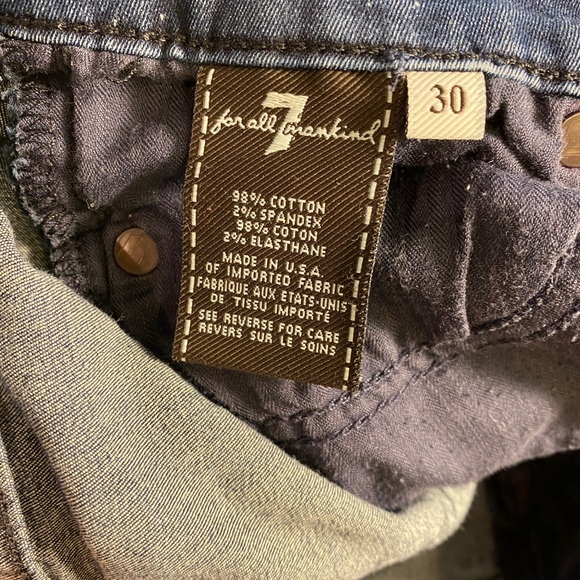 7
for all mankind
30
98% COTTON
2% SPANDEX
98% COTON
2% ELASTHANE
MADE IN U.S.A.
OF IMPORTED FABRIC
FABRIQUE AUX ETATS-UNIS
DE TISSU IMPORTÉ
SEE REVERSE FOR CARE
REVERS SUR LE SOINS